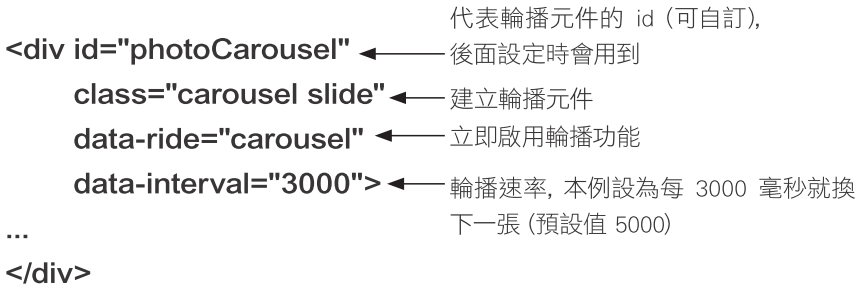 代表輪播元件的 id (可自訂),
<div id="photoCarousel"
後面設定時會用到
class="carousel slide"
建立輪播元件
data-ride="carousel"
立即啟用輪播功能
data-interval="3000">
輪播速率, 本例設為每 3000 毫秒就換
下一張 (預設值 5000)
...
</div>